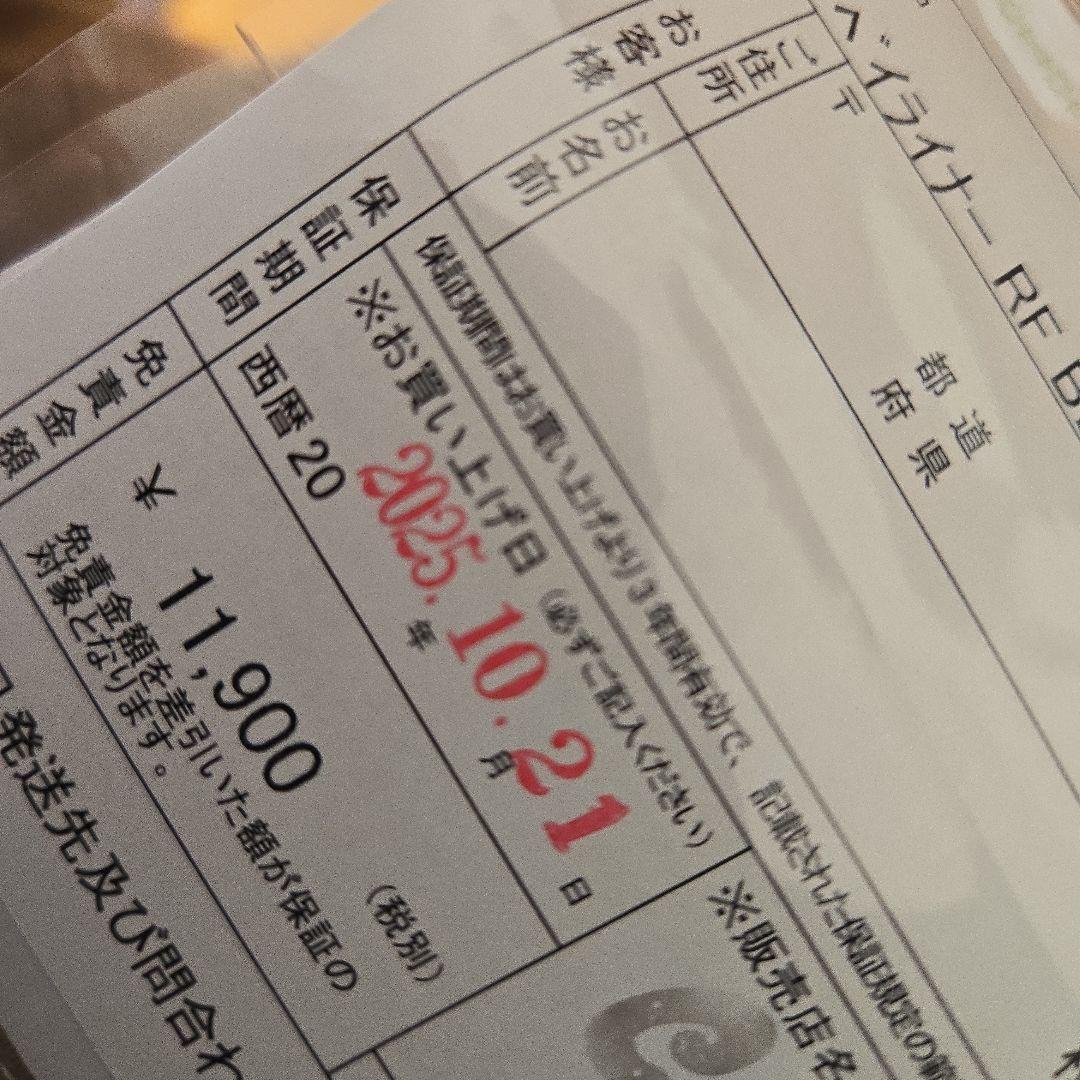 ベイライナー RF B
ご住所
〒
都道
府県
お客様
お名前
保証期間
保証期間はお買い上げより3年間有効で、記載された保証規定の範
※お買い上げ日(必ずご記入ください)
西暦20 年 月 日
2025.10.21
免責金額
¥ 11,900 (税別)
免責金額を差引いた額が保証の
対象となります。
※販売店名
発送先及び問合わ